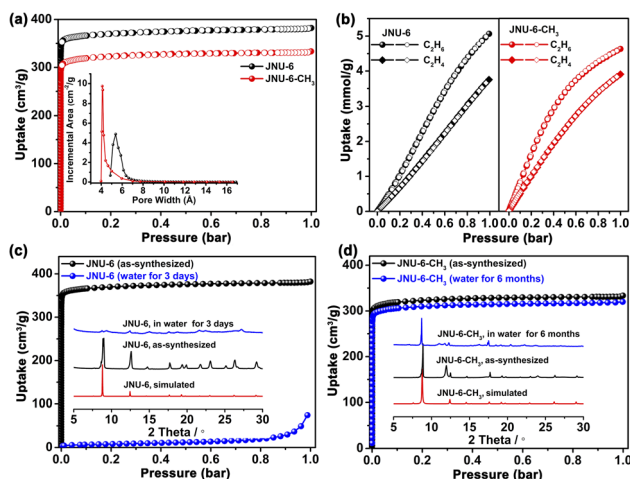 (a)
400
300
200
100
0
Uptake (cm³/g)
JNU-6
JNU-6-CH₃
Incremental Area (cm²/g)
10
8
6
4
2
0
4 6 8 10 12 14 16
Pore Width (Å)
0.0 0.2 0.4 0.6 0.8 1.0
Pressure (bar)
(b)
JNU-6
C₂H₆
C₂H₄
JNU-6-CH₃
C₂H₆
C₂H₄
5
4
3
2
1
0
Uptake (mmol/g)
0.0 0.2 0.4 0.6 0.8 1.0 0.0 0.2 0.4 0.6 0.8 1.0
Pressure (bar)
(c)
JNU-6 (as-synthesized)
JNU-6 (water for 3 days)
JNU-6, in water for 3 days
JNU-6, as-synthesized
JNU-6, simulated
5 10 15 20 25 30
2 Theta / °
0.0 0.2 0.4 0.6 0.8 1.0
Pressure (bar)
Uptake (cm³/g)
(d)
JNU-6-CH₃ (as-synthesized)
JNU-6-CH₃ (water for 6 months)
400
300
200
100
0
JNU-6-CH₃, in water for 6 months
JNU-6-CH₃, as-synthesized
JNU-6-CH₃, simulated
5 10 15 20 25 30
2 Theta / °
0.0 0.2 0.4 0.6 0.8 1.0
Pressure (bar)
Uptake (cm³/g)